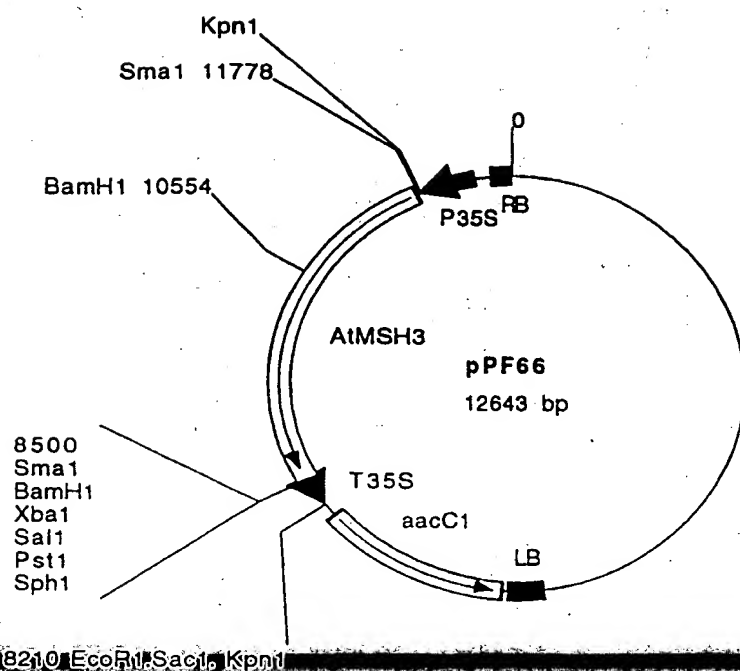 Kpn1
Sma1 11778
0
BamH1 10554
P35S
RB
AtMSH3
pPF66
12643 bp
8500
Sma1
BamH1
Xba1
Sal1
Pst1
Sph1
T35S
aacC1
LB
8210 EcoR1,Sac1, Kpn1